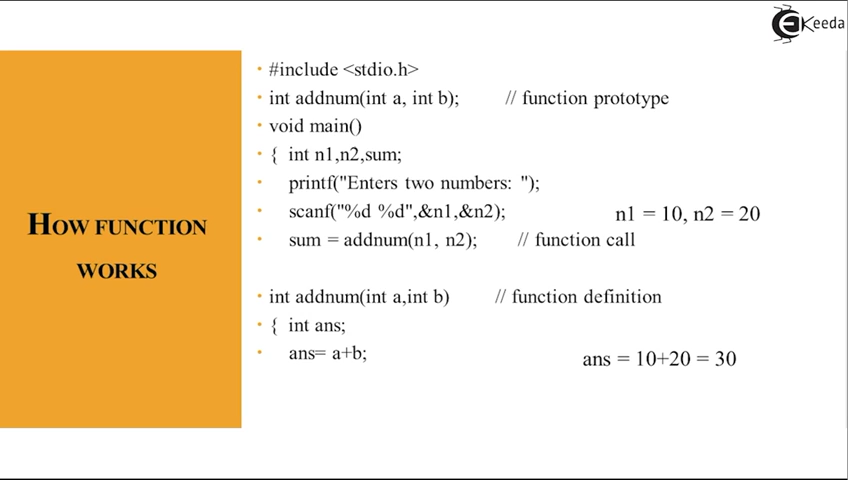 Keeda
HOW FUNCTION
WORKS
• #include <stdio.h>
• int addnum(int a, int b); // function prototype
• void main()
• { int n1,n2,sum;
• printf("Enters two numbers: ");
• scanf("%d %d",&n1,&n2); n1 = 10, n2 = 20
• sum = addnum(n1, n2); // function call
• int addnum(int a,int b) // function definition
• { int ans;
• ans= a+b; ans = 10+20 = 30